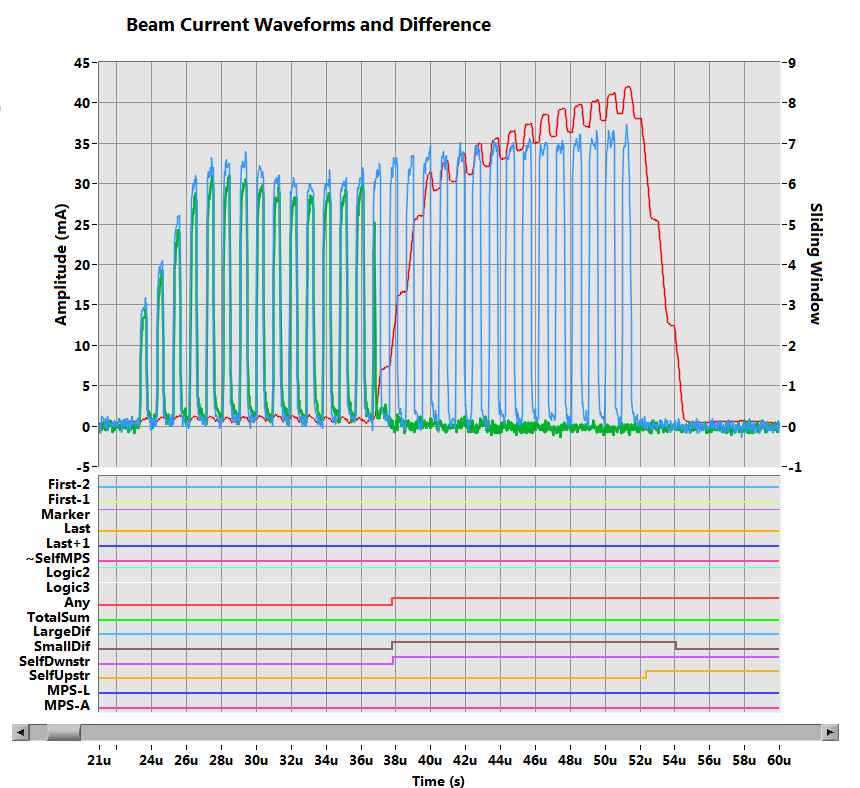 Beam Current Waveforms and Difference
45 9
40 8
35 7
30 6
25 5
20 4
15 3
10 2
5 1
0 0
-5 -1
Amplitude (mA)
Sliding Window
First-2
First-1
Marker
Last
Last+1
~SelfMPS
Logic2
Logic3
Any
TotalSum
LargeDif
SmallDif
SelfDwnstr
SelfUpstr
MPS-L
MPS-A
21u 24u 26u 28u 30u 32u 34u 36u 38u 40u 42u 44u 46u 48u 50u 52u 54u 56u 58u 60u
Time (s)